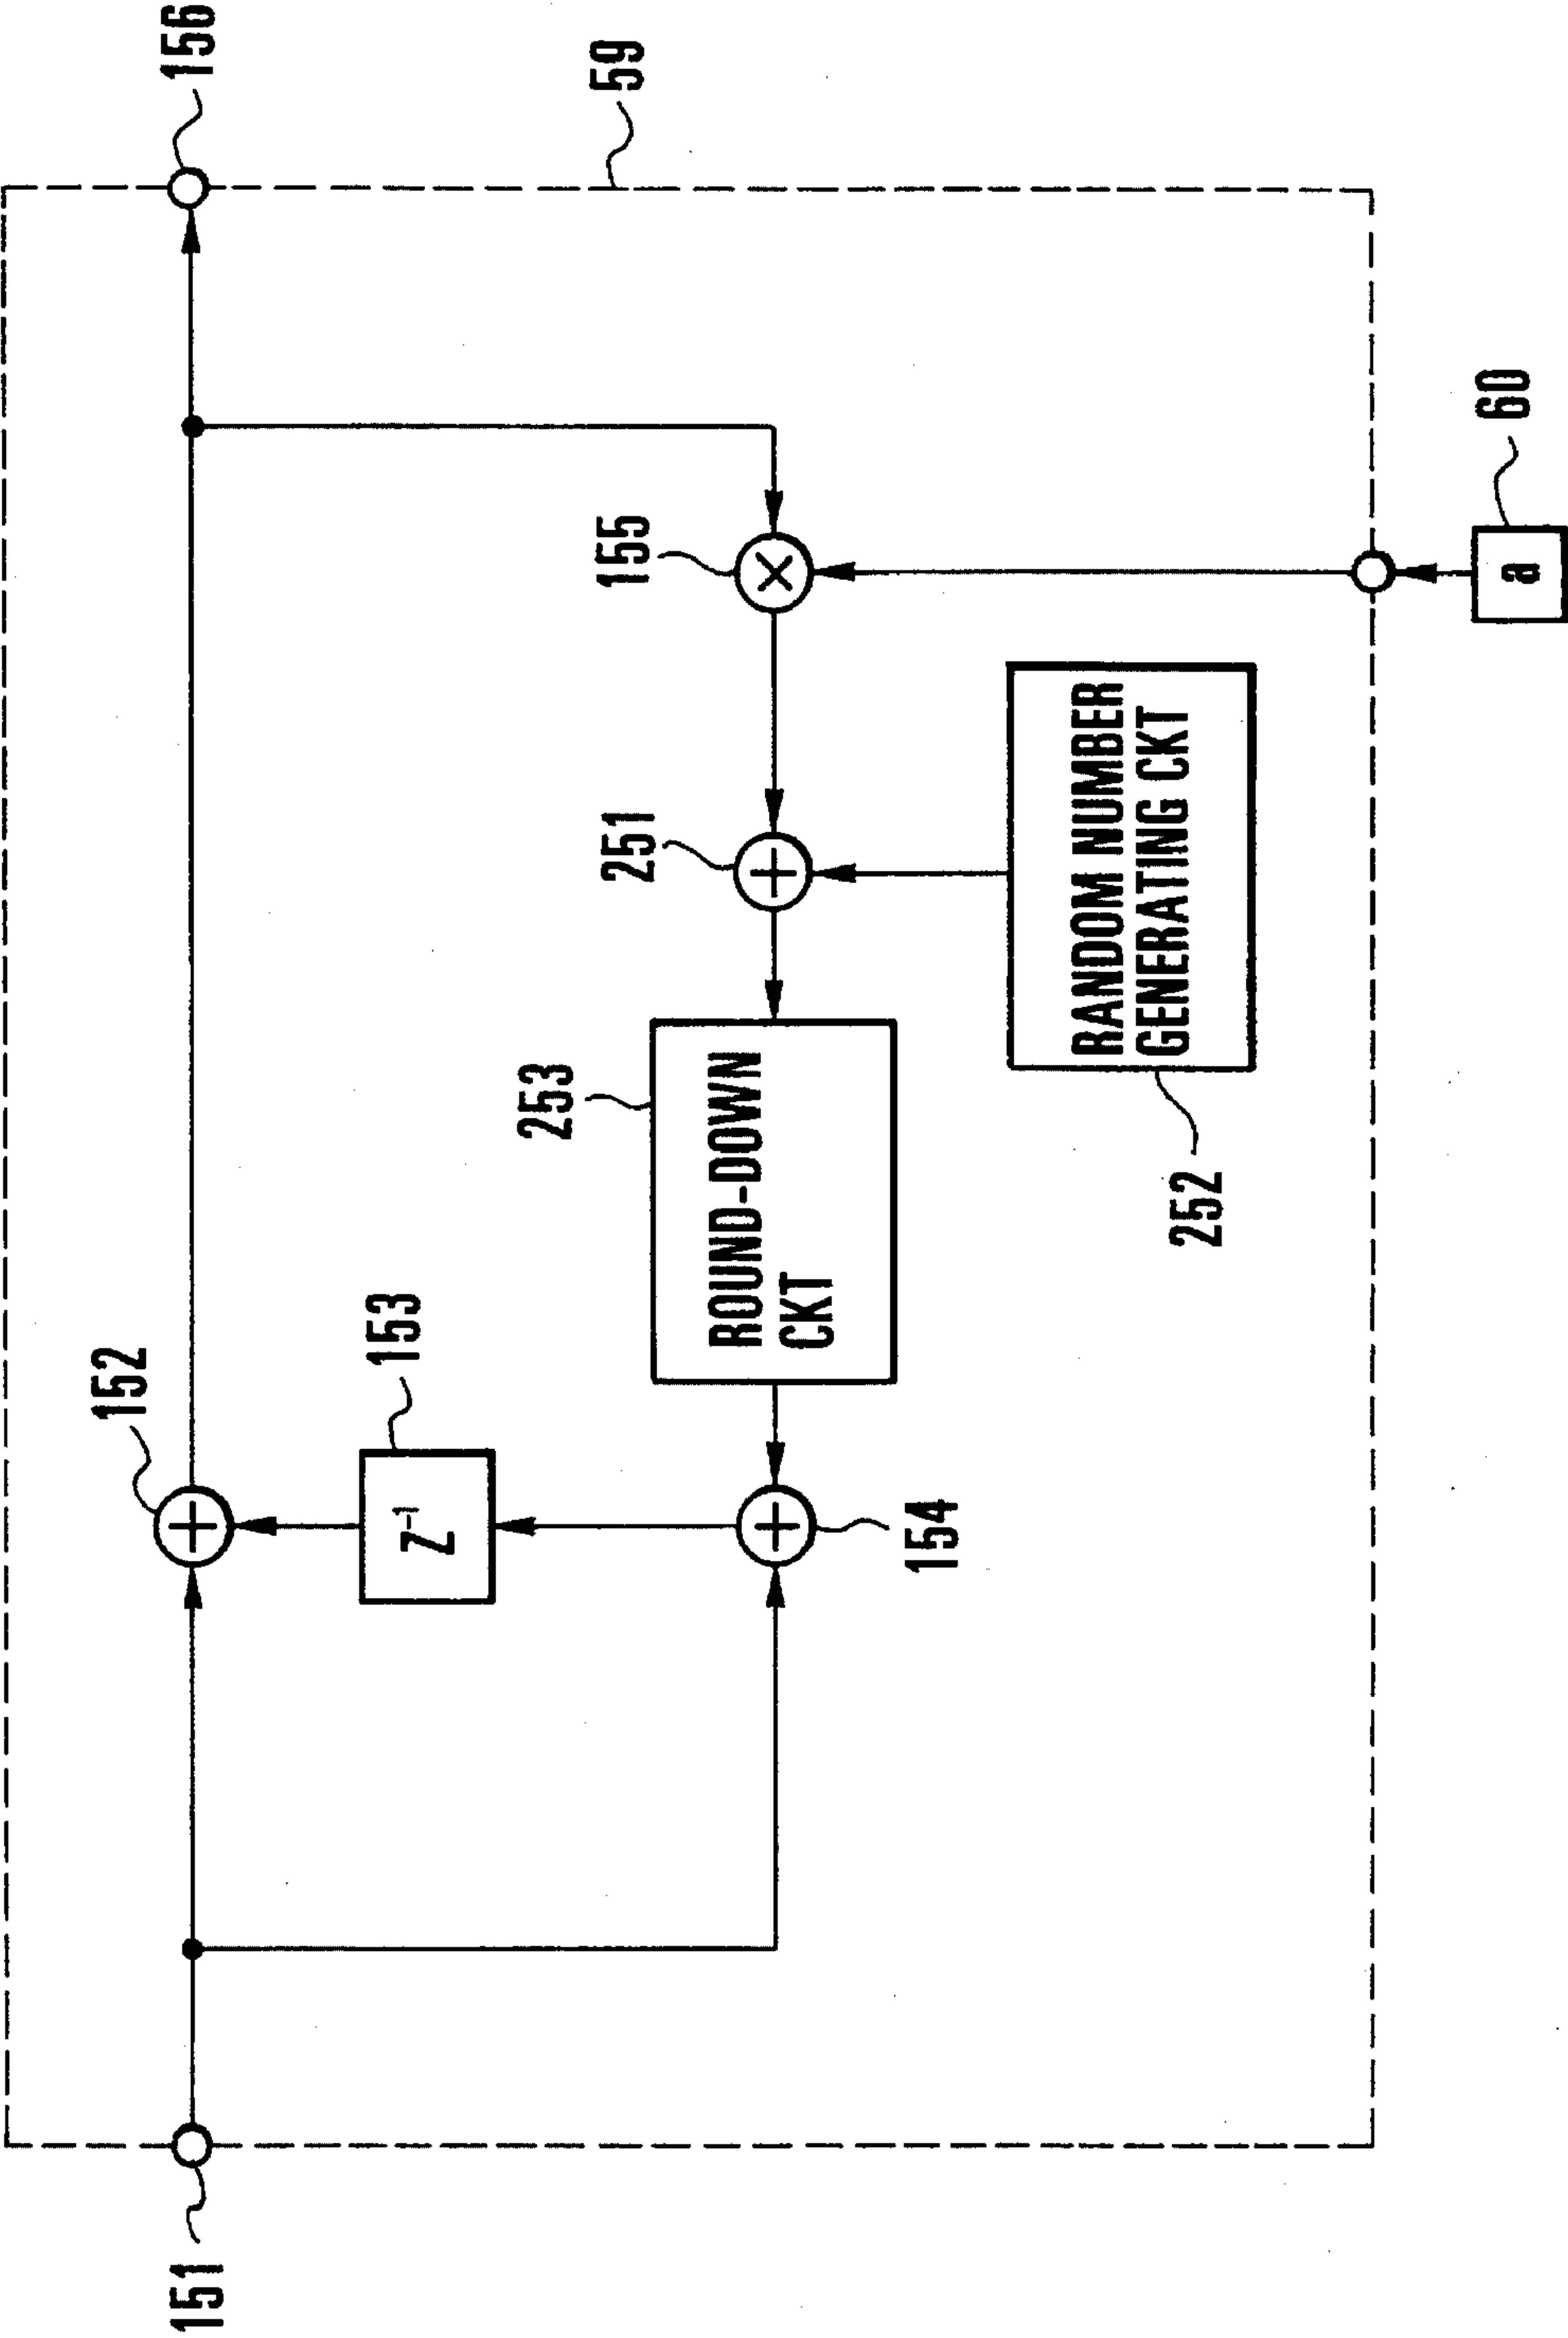 151
152
153
Z⁻¹
154
253
ROUND-DOWN
CKT
251
155
252
RANDOM NUMBER
GENERATING CKT
156
59
60
a